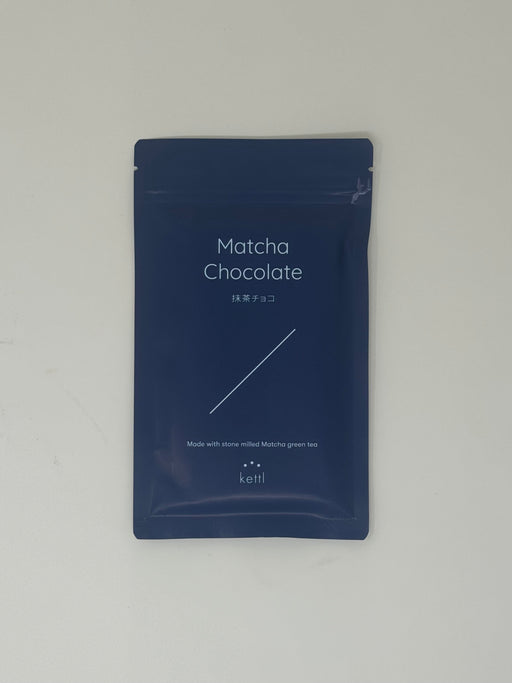 Matcha
Chocolate
抹茶チョコ
Made with stone milled Matcha green tea
kettl